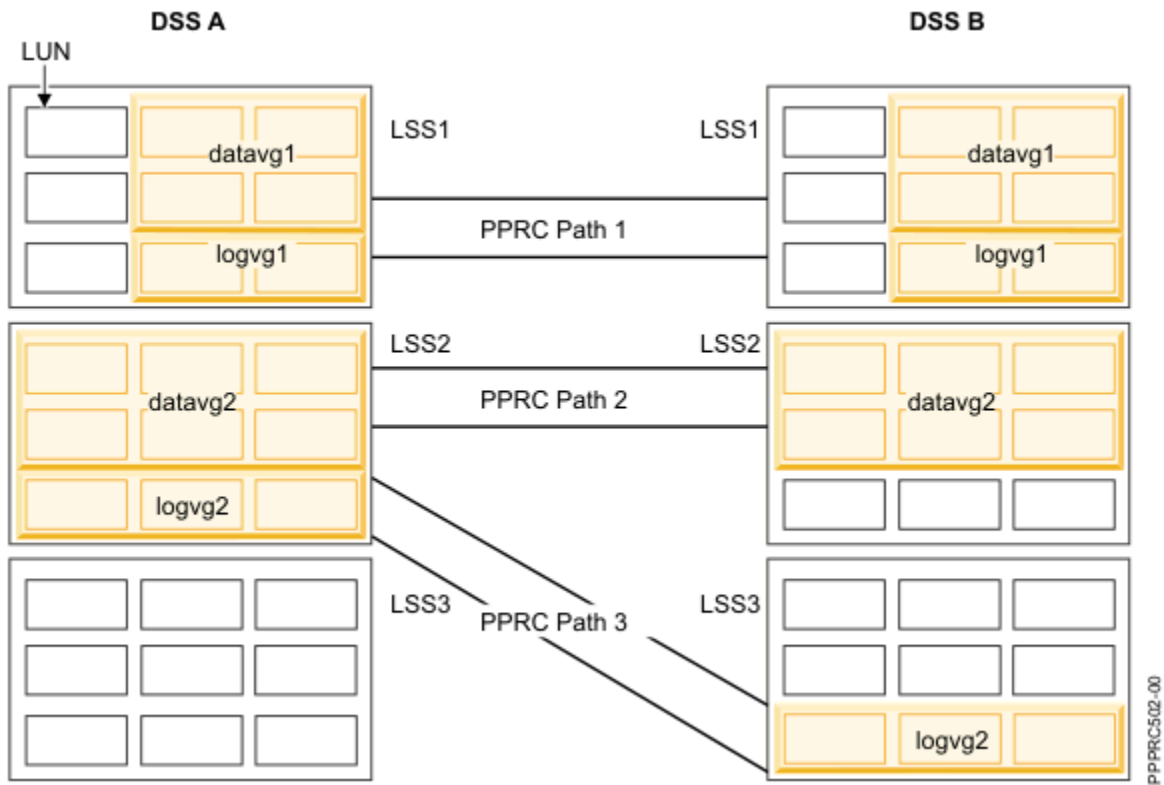 DSS A
DSS B
LUN
LSS1
LSS1
datavg1
datavg1
PPRC Path 1
logvg1
logvg1
LSS2
LSS2
datavg2
PPRC Path 2
datavg2
logvg2
LSS3
PPRC Path 3
LSS3
logvg2
PPPRC502-00